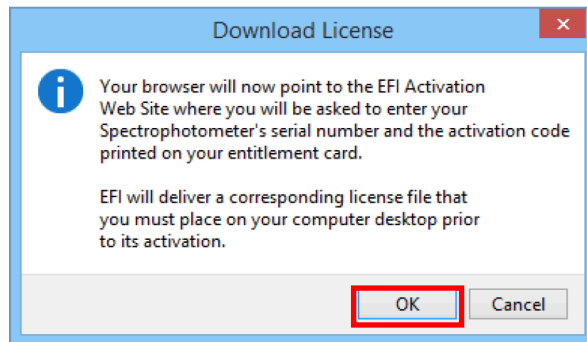 Download License
Your browser will now point to the EFI Activation
Web Site where you will be asked to enter your
Spectrophotometer's serial number and the activation code
printed on your entitlement card.
EFI will deliver a corresponding license file that
you must place on your computer desktop prior
to its activation.
OK
Cancel